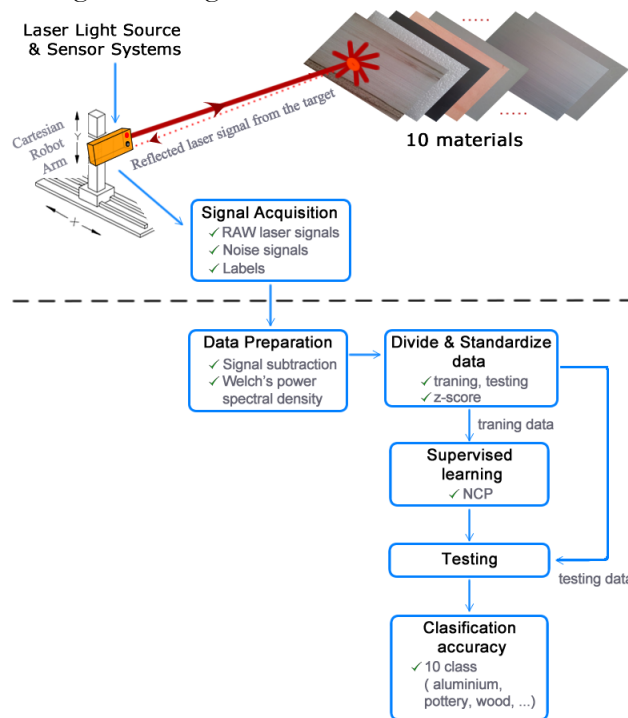 Laser Light Source
& Sensor Systems
Cartesian
Robot
Arm
Y
X
Reflected laser signal from the target
10 materials
Signal Acquisition
✓ RAW laser signals
✓ Noise signals
✓ Labels
Data Preparation
✓ Signal subtraction
✓ Welch's power
spectral density
Divide & Standardize
data
✓ traning, testing
✓ z-score
traning data
Supervised
learning
✓ NCP
Testing
testing data
Clasification
accuracy
✓ 10 class
( aluminium,
pottery, wood, ...)